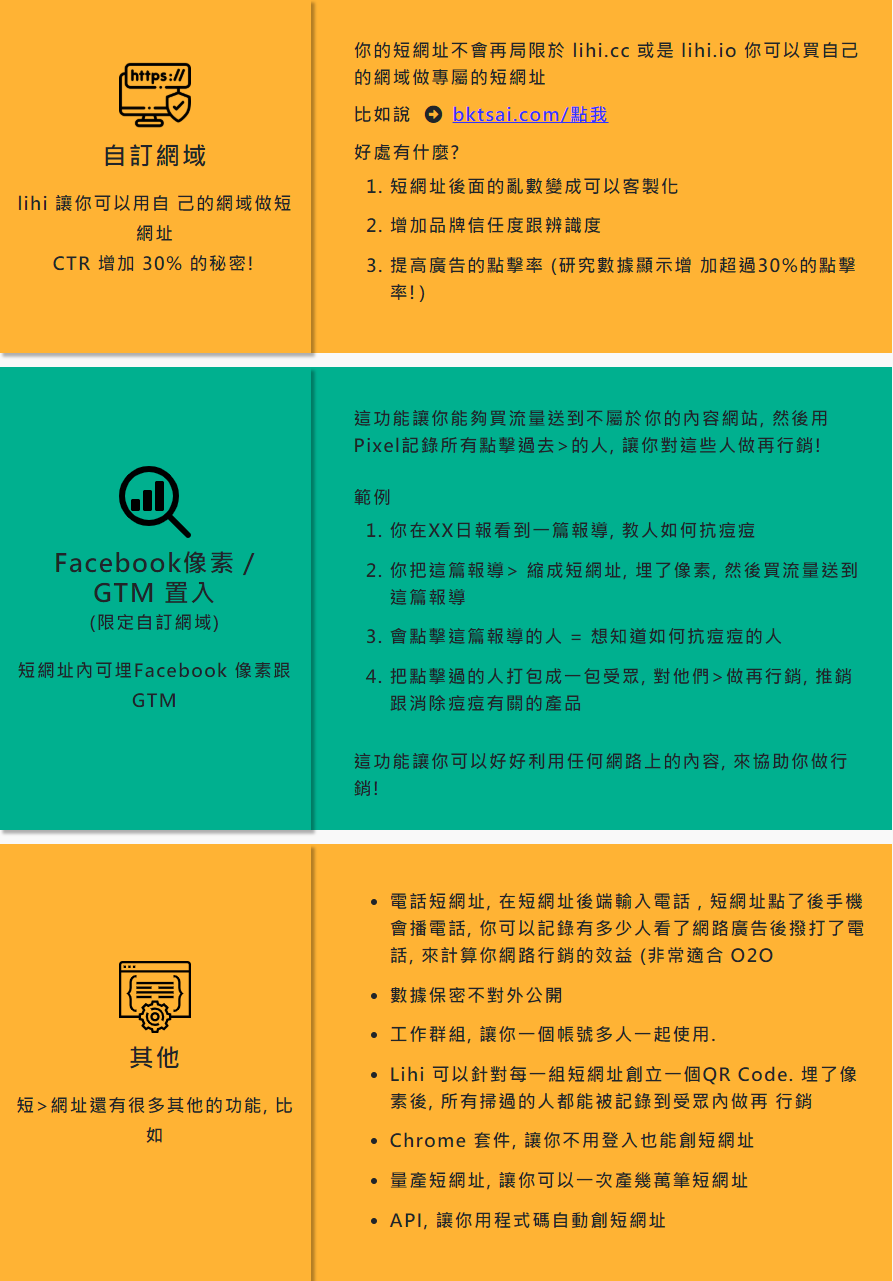 https://
自訂網域
lihi 讓你可以用自 己的網域做短
網址
CTR 增加 30% 的秘密!
你的短網址不會再局限於 lihi.cc 或是 lihi.io 你可以買自己
的網域做專屬的短網址
比如說 bktsai.com/點我
好處有什麼?
1. 短網址後面的亂數變成可以客製化
2. 增加品牌信任度跟辨識度
3. 提高廣告的點擊率 (研究數據顯示增 加超過30%的點擊
率!)
Facebook像素 /
GTM 置入
(限定自訂網域)
短網址內可埋Facebook 像素跟
GTM
這功能讓你能夠買流量送到不屬於你的內容網站, 然後用
Pixel記錄所有點擊過去>的人, 讓你對這些人做再行銷!
範例
1. 你在XX日報看到一篇報導, 教人如何抗痘痘
2. 你把這篇報導> 縮成短網址, 埋了像素, 然後買流量送到
這篇報導
3. 會點擊這篇報導的人 = 想知道如何抗痘痘的人
4. 把點擊過的人打包成一包受眾, 對他們>做再行銷, 推銷
跟消除痘痘有關的產品
這功能讓你可以好好利用任何網路上的內容, 來協助你做行
銷!
其他
短>網址還有很多其他的功能, 比
如
• 電話短網址, 在短網址後端輸入電話 , 短網址點了後手機
會播電話, 你可以記錄有多少人看了網路廣告後撥打了電
話, 來計算你網路行銷的效益 (非常適合 O2O
• 數據保密不對外公開
• 工作群組, 讓你一個帳號多人一起使用.
• Lihi 可以針對每一組短網址創立一個QR Code. 埋了像
素後, 所有掃過的人都能被記錄到受眾內做再 行銷
• Chrome 套件, 讓你不用登入也能創短網址
• 量產短網址, 讓你可以一次產幾萬筆短網址
• API, 讓你用程式碼自動創短網址